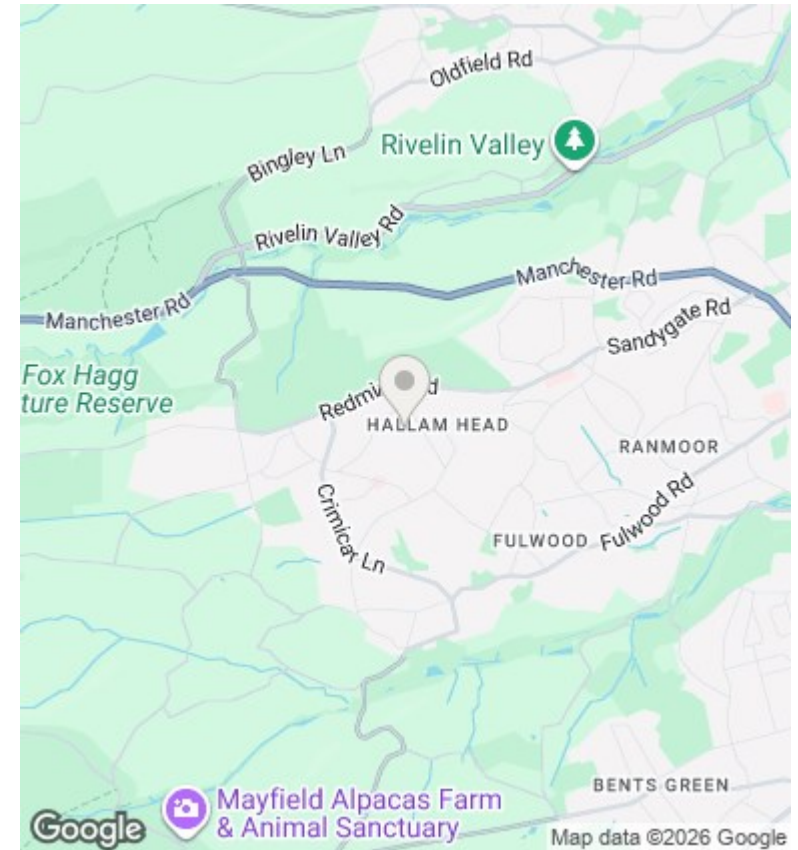 Oldfield Rd
Bingley Ln
Rivelin Valley
Rivelin Valley Rd
Manchester Rd
Manchester Rd
Sandygate Rd
Fox Hagg
ture Reserve
HALLAM HEAD
RANMOOR
Crimicar Ln
FULWOOD
Fulwood Rd
BENTS GREEN
Mayfield Alpacas Farm
& Animal Sanctuary
Google
Map data ©2026 Google